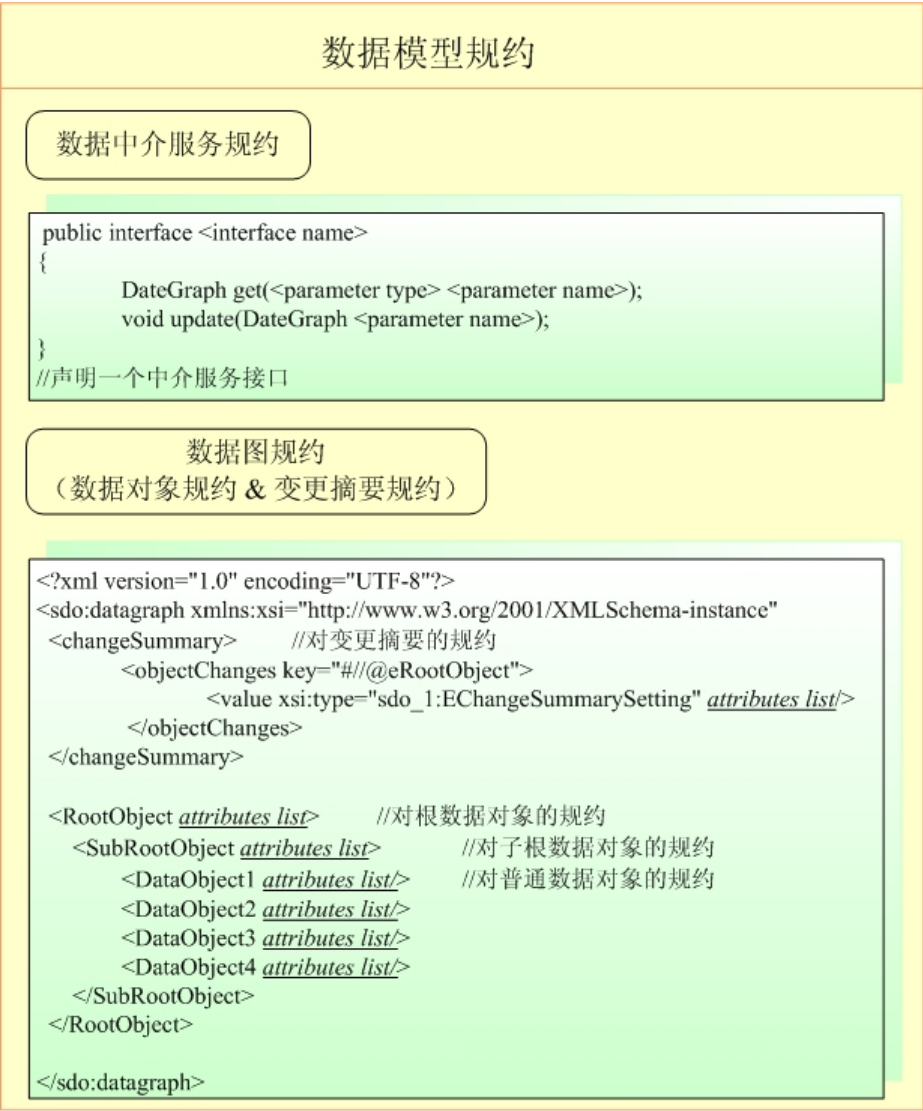 数据模型规约
数据中介服务规约
public interface <interface name>
{
DateGraph get(<parameter type> <parameter name>);
void update(DateGraph <parameter name>);
}
//声明一个中介服务接口
数据图规约
（数据对象规约 & 变更摘要规约）
<?xml version="1.0" encoding="UTF-8"?>
<sdo:datagraph xmlns:xsi="http://www.w3.org/2001/XMLSchema-instance"
<changeSummary> //对变更摘要的规约
<objectChanges key="#//@eRootObject">
<value xsi:type="sdo_1:EChangeSummarySetting" attributes list/>
</objectChanges>
</changeSummary>
<RootObject attributes list> //对根数据对象的规约
<SubRootObject attributes list> //对子根数据对象的规约
<DataObject1 attributes list/> //对普通数据对象的规约
<DataObject2 attributes list/>
<DataObject3 attributes list/>
<DataObject4 attributes list/>
</SubRootObject>
</RootObject>
</sdo:datagraph>